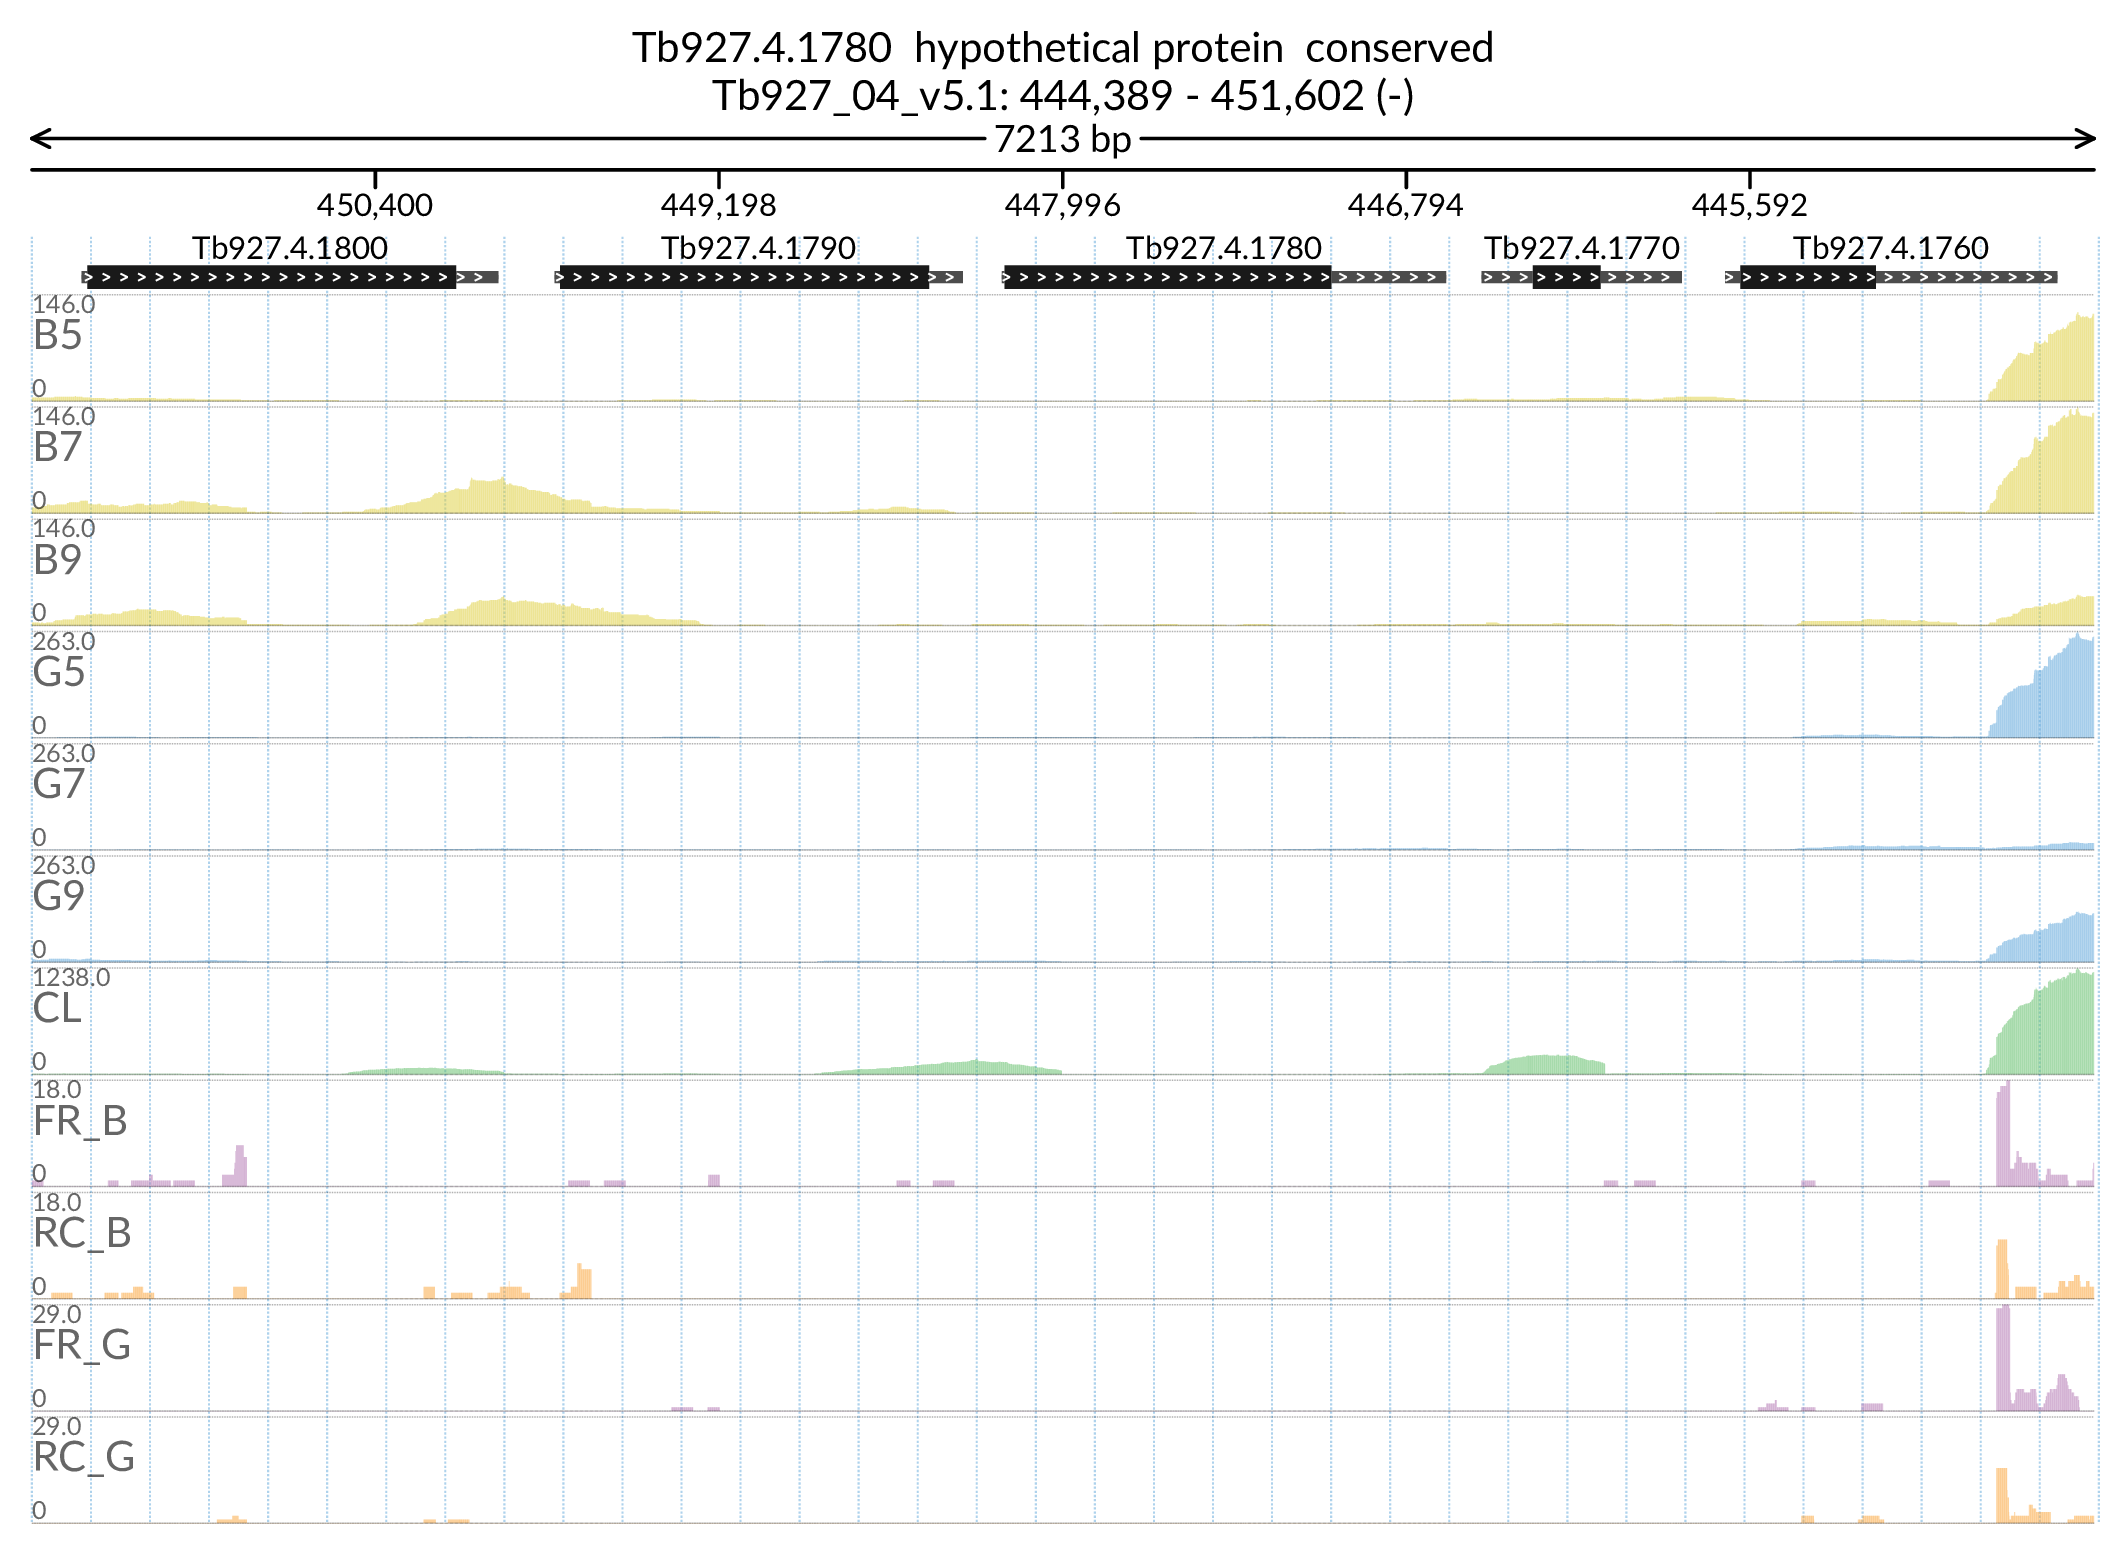 Tb927.4.1780  hypothetical protein  conserved
Tb927_04_v5.1: 444,389 - 451,602 (-)
7213 bp
450,400 449,198 447,996 446,794 445,592
Tb927.4.1800 Tb927.4.1790 Tb927.4.1780 Tb927.4.1770 Tb927.4.1760
146.0
B5
0
146.0
B7
0
146.0
B9
0
263.0
G5
0
263.0
G7
0
263.0
G9
0
1238.0
CL
0
18.0
FR_B
0
18.0
RC_B
0
29.0
FR_G
0
29.0
RC_G
0